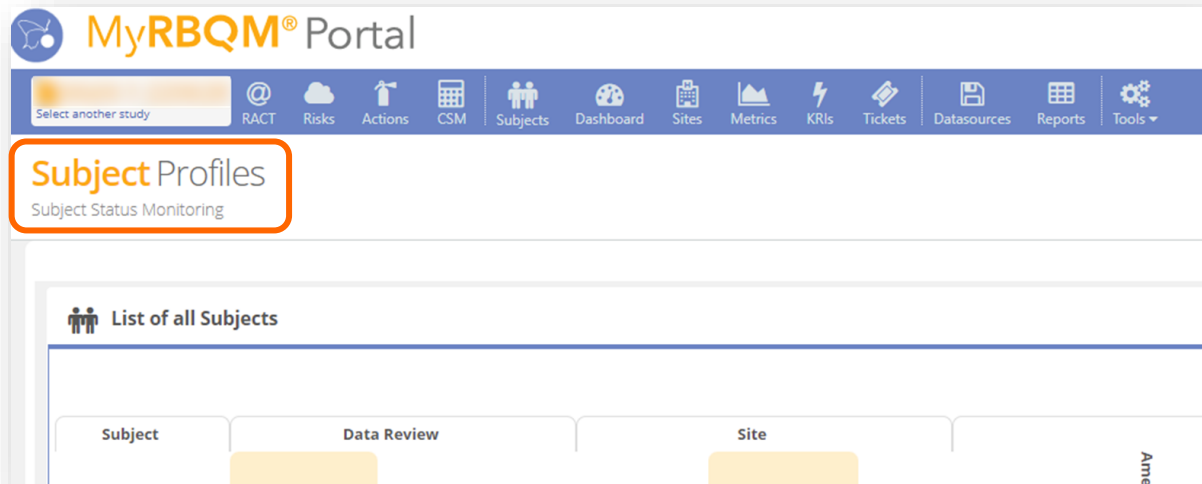 MyRBQM® Portal
Select another study
@ RACT Risks Actions CSM Subjects Dashboard Sites Metrics KRIs Tickets Datasources Reports Tools
Subject Profiles
Subject Status Monitoring
List of all Subjects
Subject Data Review Site